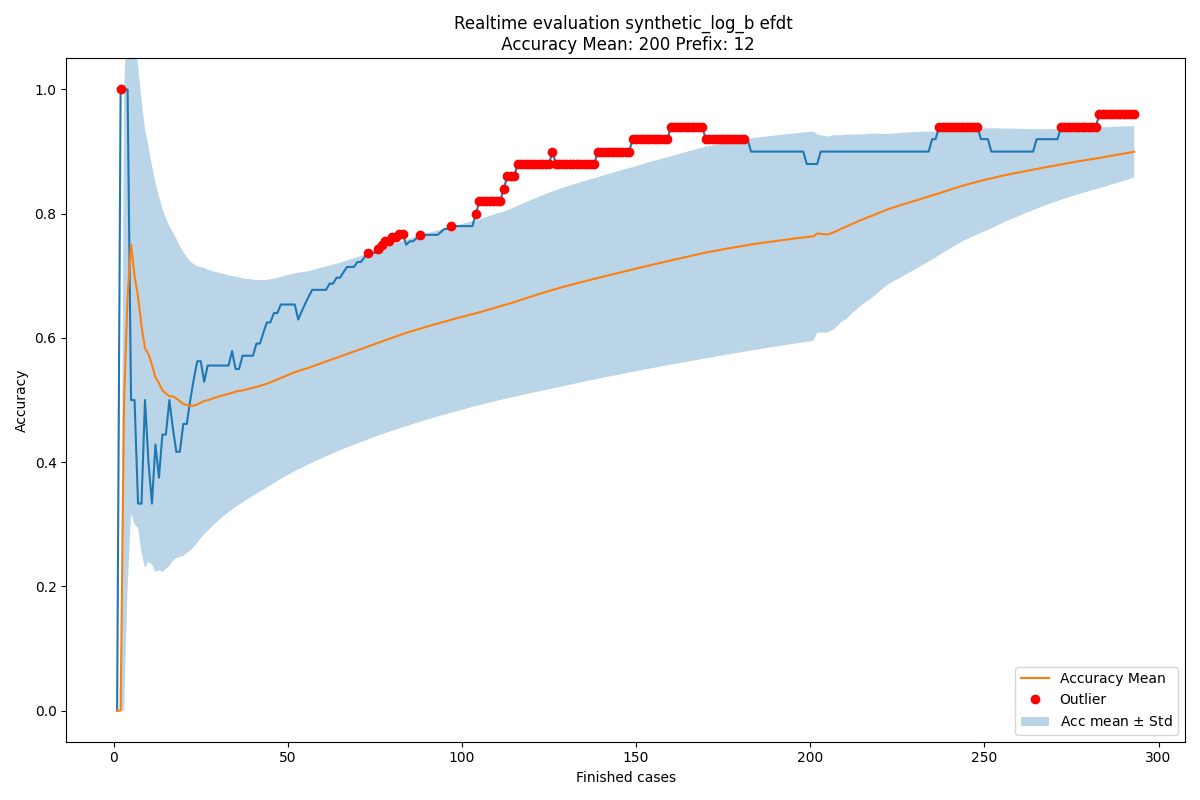 Realtime evaluation synthetic_log_b efdt
Accuracy Mean: 200 Prefix: 12
Accuracy
1.0
0.8
0.6
0.4
0.2
0.0
0 50 100 150 200 250 300
Finished cases
Accuracy Mean
Outlier
Acc mean ± Std